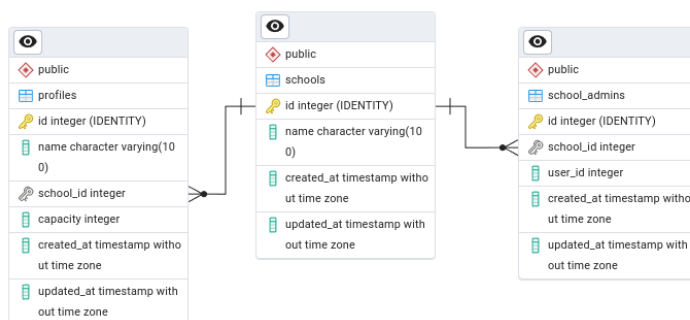 public
profiles
id integer (IDENTITY)
name character varying(10
0)
school_id integer
capacity integer
created_at timestamp witho
ut time zone
updated_at timestamp with
out time zone
public
schools
id integer (IDENTITY)
name character varying(10
0)
created_at timestamp witho
ut time zone
updated_at timestamp with
out time zone
public
school_admins
id integer (IDENTITY)
school_id integer
user_id integer
created_at timestamp witho
ut time zone
updated_at timestamp with
out time zone